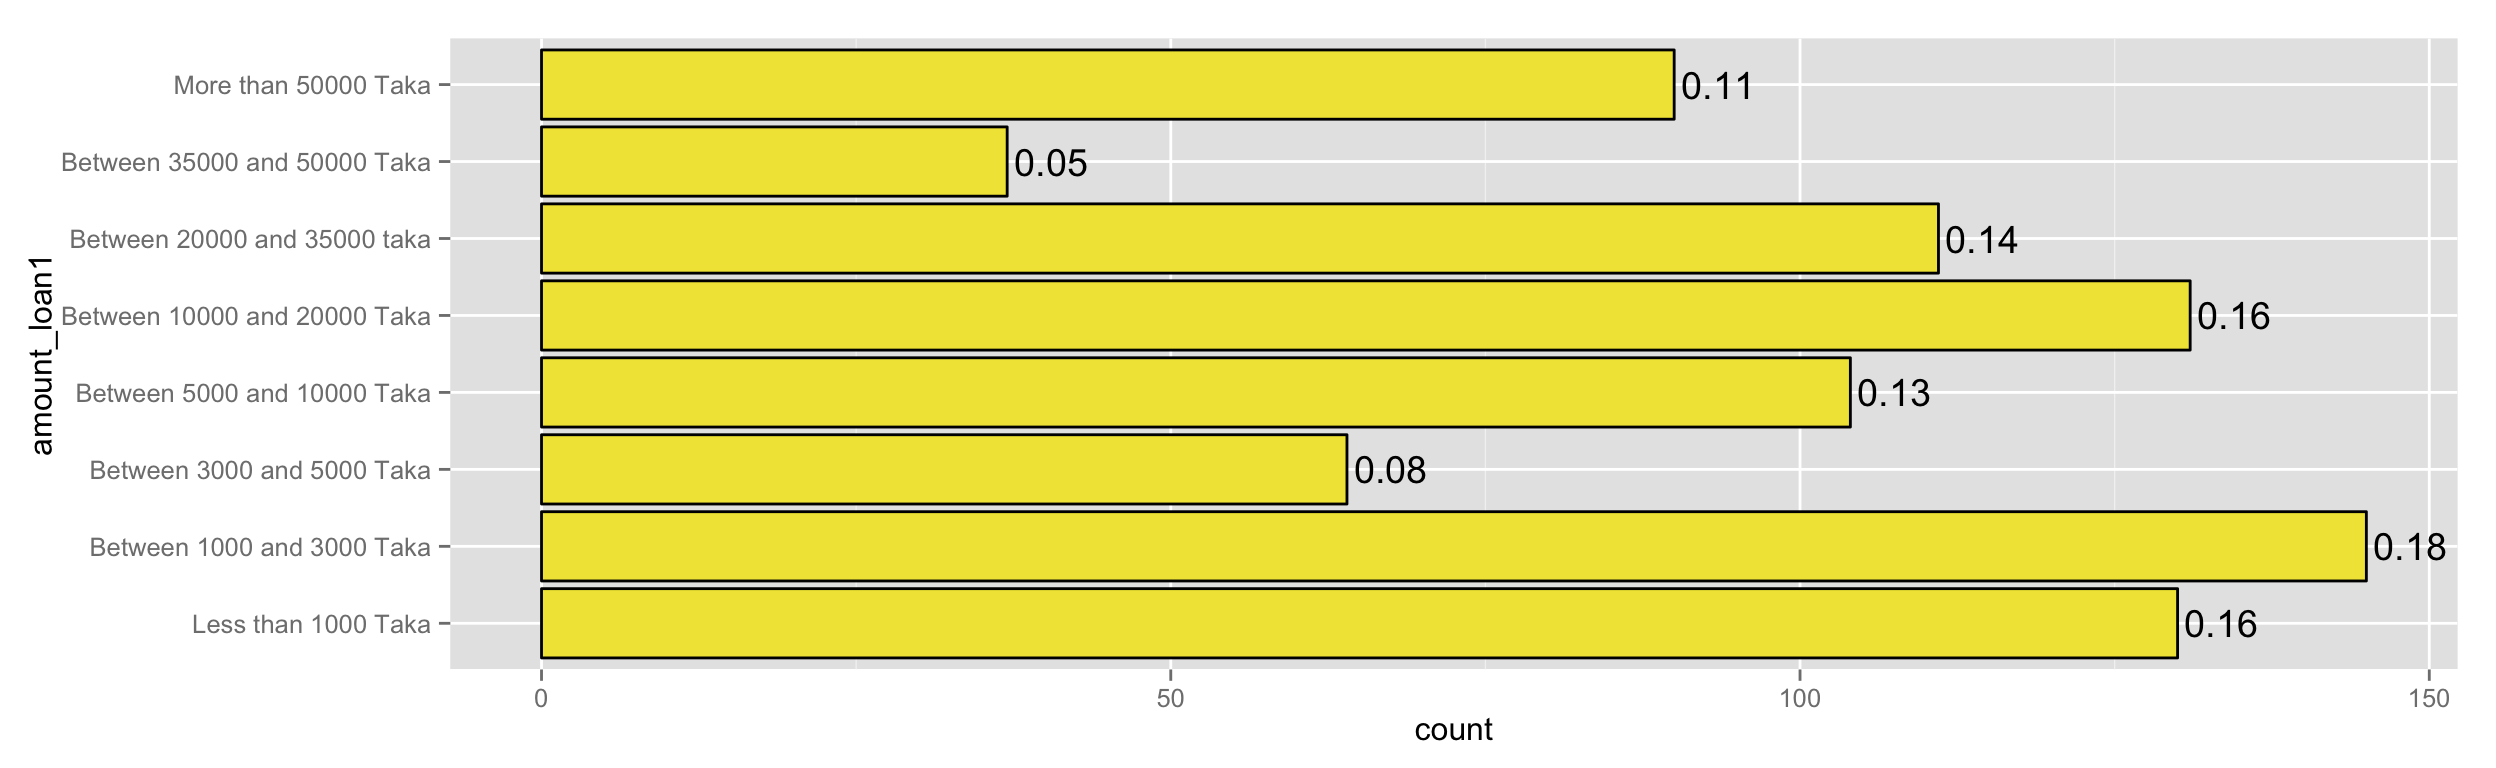 More than 50000 Taka
0.11
Between 35000 and 50000 Taka
0.05
Between 20000 and 35000 taka
0.14
Between 10000 and 20000 Taka
0.16
Between 5000 and 10000 Taka
0.13
Between 3000 and 5000 Taka
0.08
Between 1000 and 3000 Taka
0.18
Less than 1000 Taka
0.16
amount_loan1
0
50
100
150
count